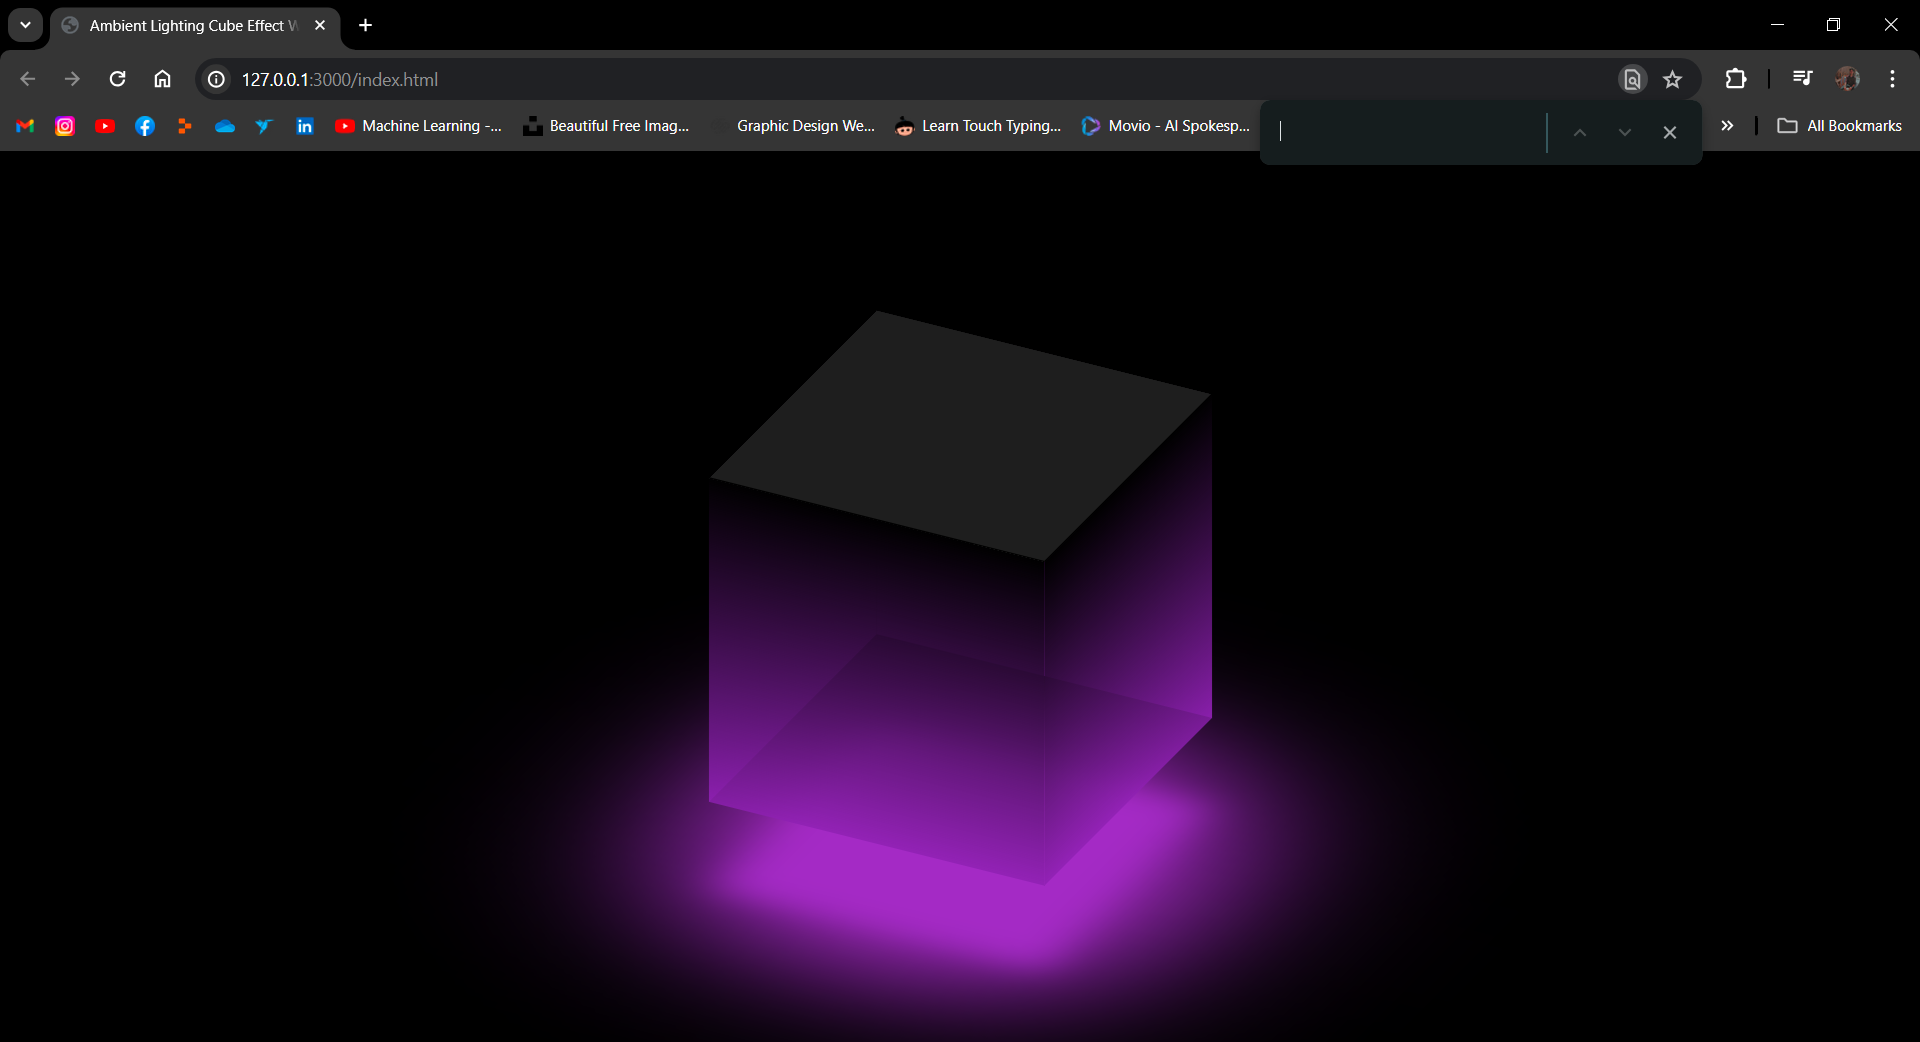 Ambient Lighting Cube Effect W
127.0.0.1:3000/index.html
Machine Learning -... Beautiful Free Imag... Graphic Design We... Learn Touch Typing... Movio - AI Spokesp... All Bookmarks